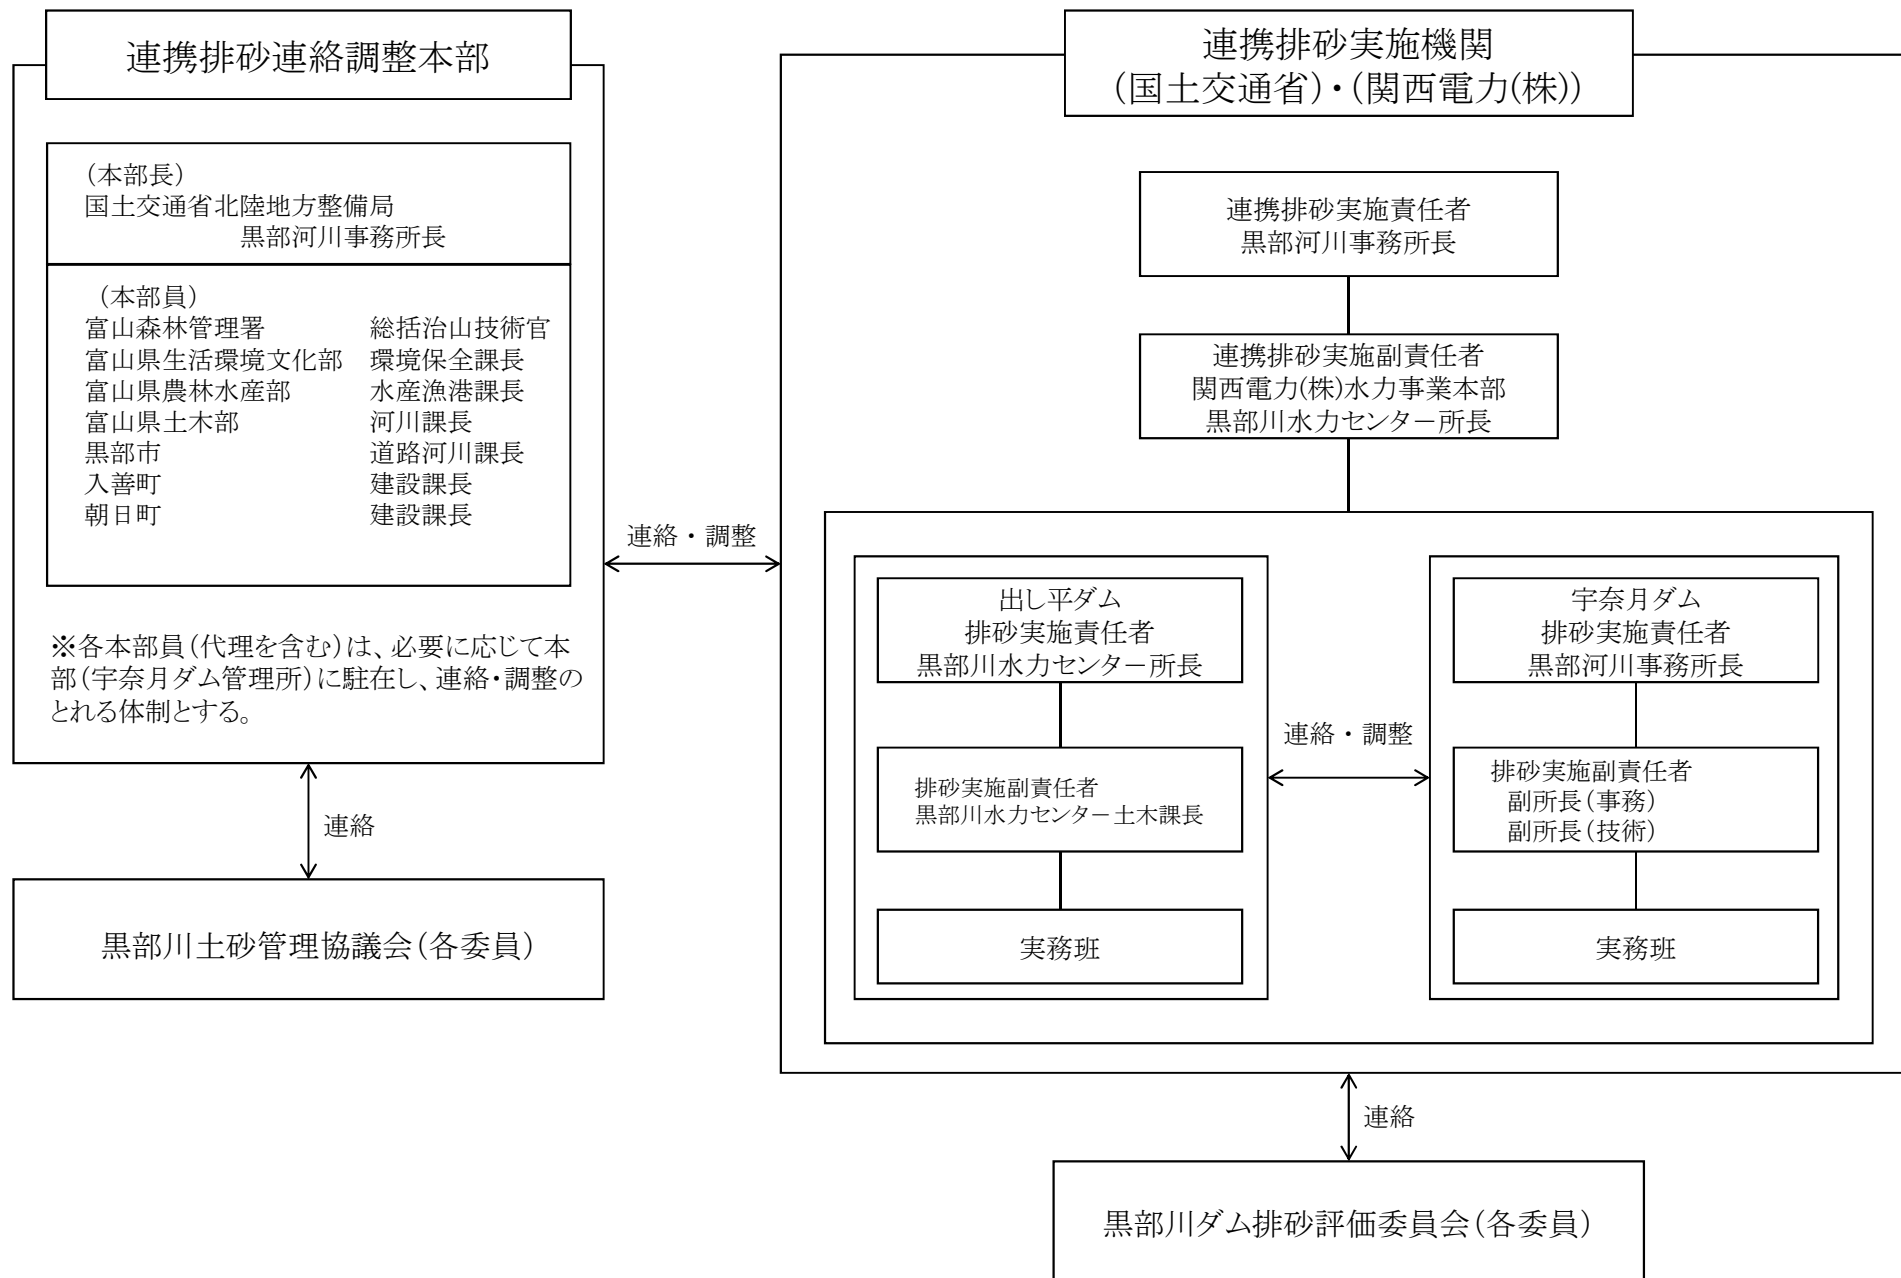 連携排砂連絡調整本部
(本部長)
国土交通省北陸地方整備局
黒部河川事務所長
(本部員)
富山森林管理署 総括治山技術官
富山県生活環境文化部 環境保全課長
富山県農林水産部 水産漁港課長
富山県土木部 河川課長
黒部市 道路河川課長
入善町 建設課長
朝日町 建設課長
※各本部員(代理を含む)は、必要に応じて本
部(宇奈月ダム管理所)に駐在し、連絡・調整の
とれる体制とする。
連絡
黒部川土砂管理協議会(各委員)
連絡・調整
連携排砂実施機関
(国土交通省)・(関西電力(株))
連携排砂実施責任者
黒部河川事務所長
連携排砂実施副責任者
関西電力(株)水力事業本部
黒部川水力センター所長
出し平ダム
排砂実施責任者
黒部川水力センター所長
排砂実施副責任者
黒部川水力センター土木課長
実務班
連絡・調整
宇奈月ダム
排砂実施責任者
黒部河川事務所長
排砂実施副責任者
副所長(事務)
副所長(技術)
実務班
連絡
黒部川ダム排砂評価委員会(各委員)